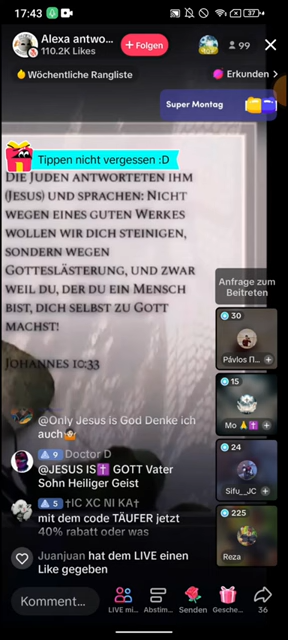 17:43
37
Alexa antwo...
110.2K Likes
+ Folgen
99
Wöchentliche Rangliste
Erkunden >
Super Montag
Tippen nicht vergessen :D
Die Juden antworteten ihm
(Jesus) und sprachen: Nicht
wegen eines guten Werkes
wollen wir dich steinigen,
sondern wegen
Gotteslästerung, und zwar
weil du, der du ein Mensch
bist, dich selbst zu Gott
machst!
Johannes 10:33
Anfrage zum
Beitreten
30
Pávlos Π...
15
Mo 🙏✝️
24
Sifu_.JC
225
Reza
@Only Jesus is God Denke ich
auch🤷
9 Doctor D
@JESUS IS✝️ GOTT Vater
Sohn Heiliger Geist
5 †IC XC NI KA†
mit dem code TÄUFER jetzt
40% rabatt oder was
Juanjuan hat dem LIVE einen
Like gegeben
Komment...
LIVE mi...
Abstim...
Senden
Gesche...
36